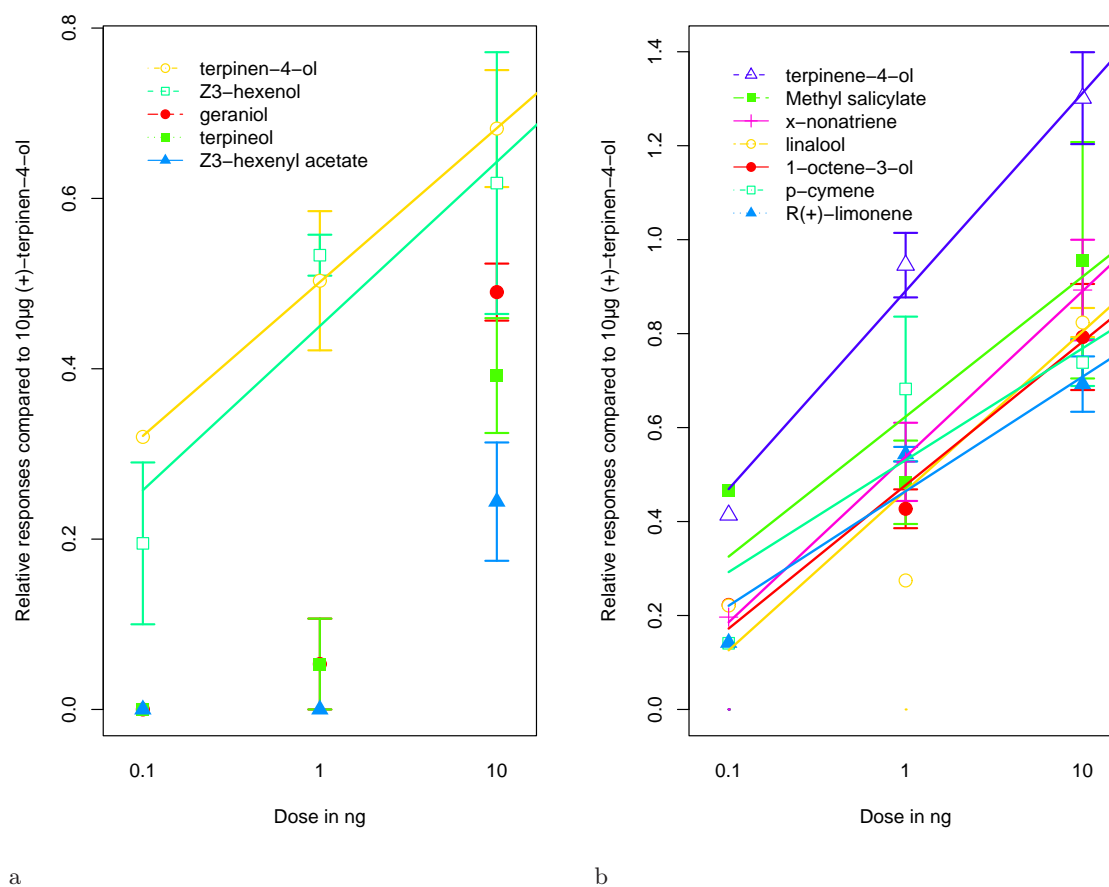 Relative responses compared to 10µg (+)−terpinen−4−ol
0.8
0.6
0.4
0.2
0.0
terpinen−4−ol
Z3−hexenol
geraniol
terpineol
Z3−hexenyl acetate
0.1
1
10
Dose in ng
a
Relative responses compared to 10µg (+)−terpinen−4−ol
1.4
1.2
1.0
0.8
0.6
0.4
0.2
0.0
terpinene−4−ol
Methyl salicylate
x−nonatriene
linalool
1−octene−3−ol
p−cymene
R(+)−limonene
0.1
1
10
Dose in ng
b